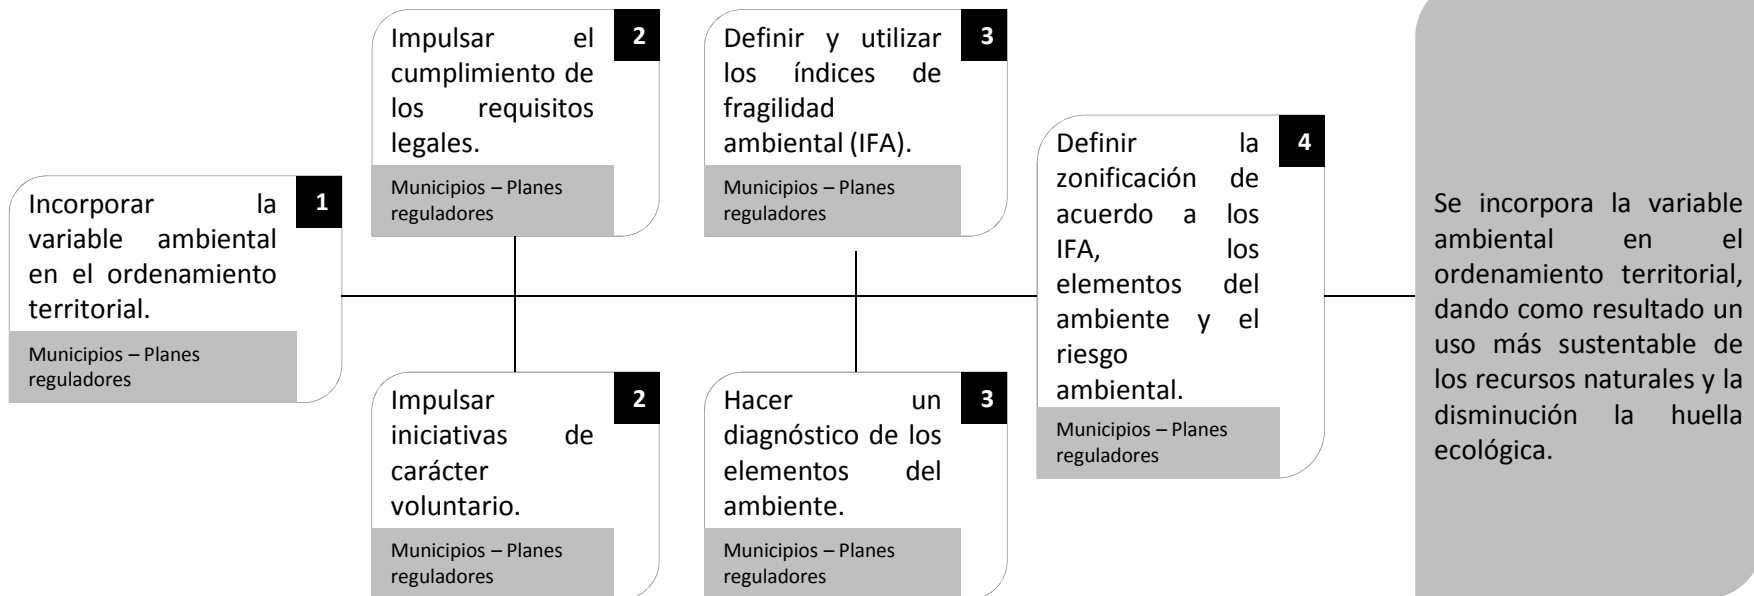 Incorporar la
variable ambiental
en el ordenamiento
territorial.
1
Municipios – Planes
reguladores
Impulsar el
cumplimiento de
los requisitos
legales.
2
Municipios – Planes
reguladores
Impulsar
iniciativas de
carácter
voluntario.
2
Municipios – Planes
reguladores
Definir y utilizar
los índices de
fragilidad
ambiental (IFA).
3
Municipios – Planes
reguladores
Hacer un
diagnóstico de los
elementos del
ambiente.
3
Municipios – Planes
reguladores
Definir la
zonificación de
acuerdo a los
IFA, los
elementos del
ambiente y el
riesgo
ambiental.
4
Municipios – Planes
reguladores
Se incorpora la variable
ambiental en el
ordenamiento territorial,
dando como resultado un
uso más sustentable de
los recursos naturales y la
disminución la huella
ecológica.